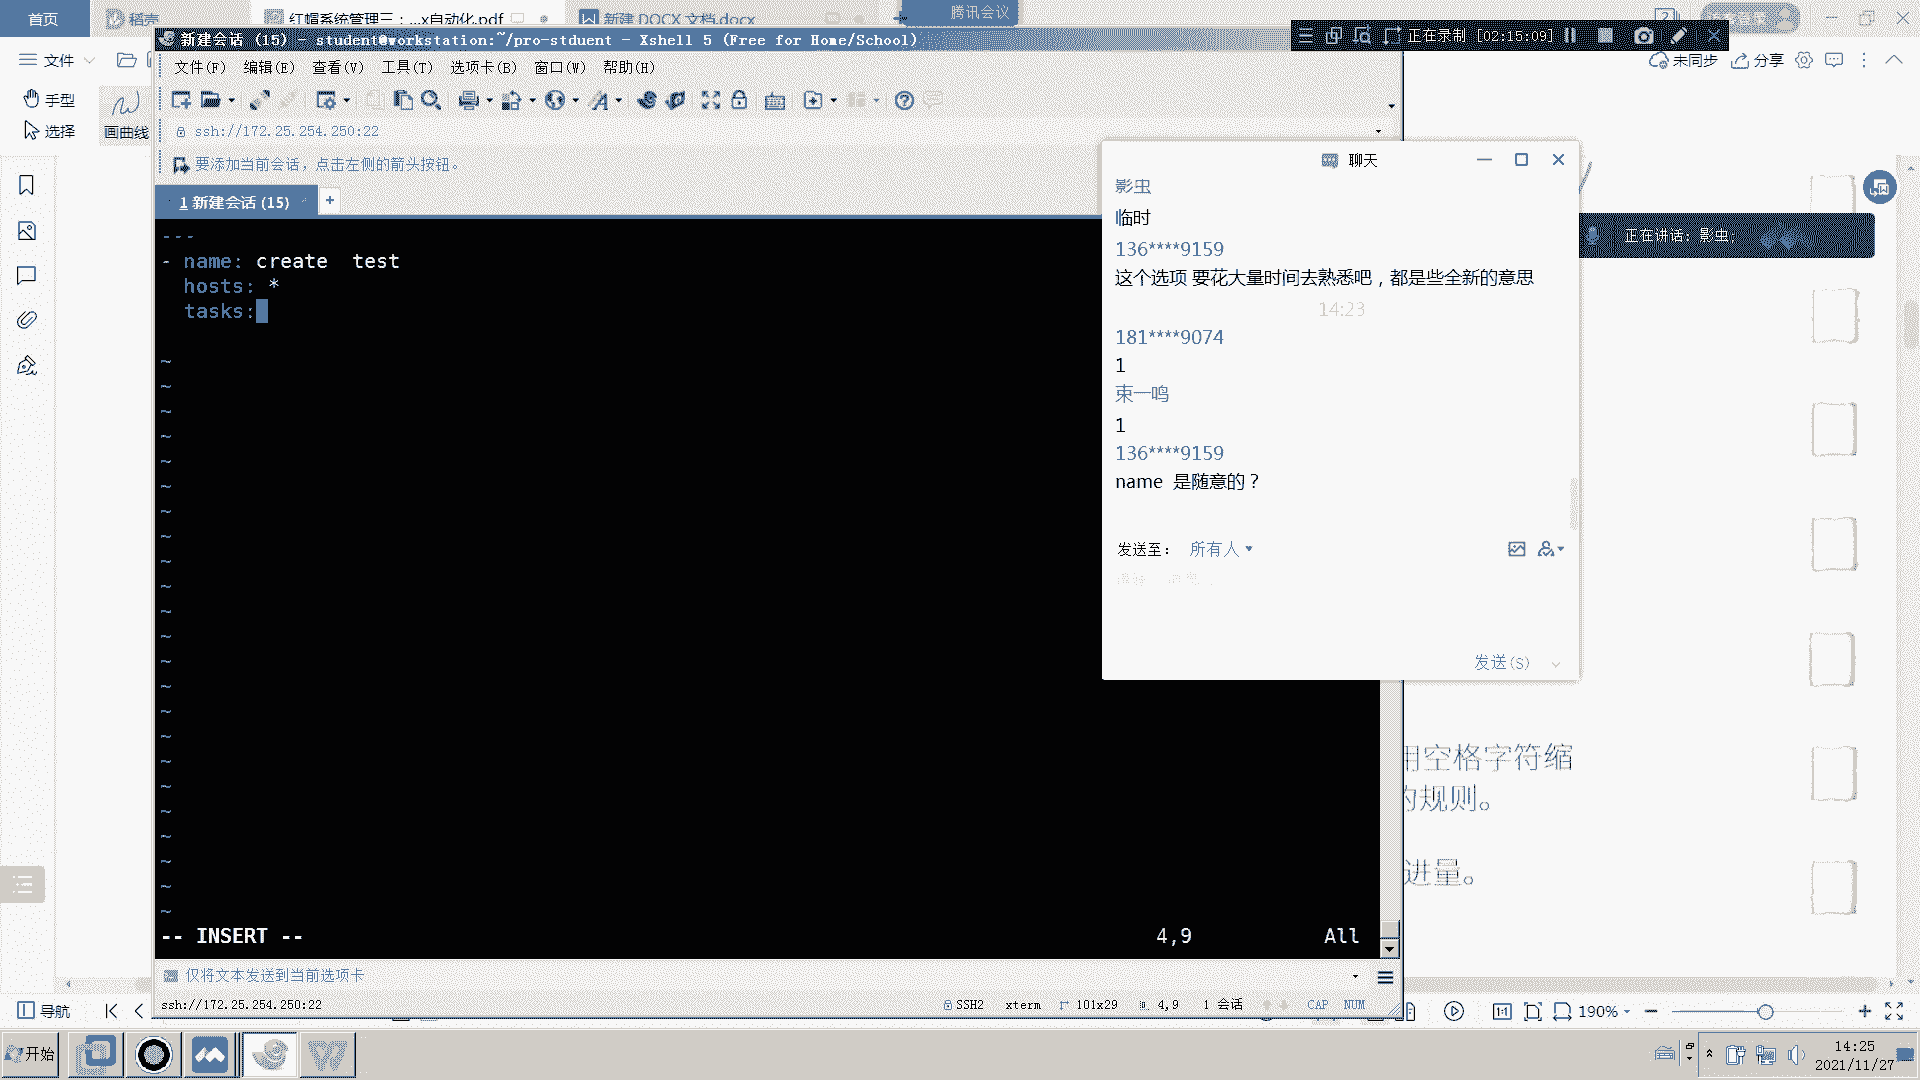 首页
稻壳
红帽系统管理三：...x自动化.pdf
新建 DOCX 文档.docx
腾讯会议
新建会话 (15) - student@workstation:~/pro-stduent - Xshell 5 (Free for Home/School)
正在录制 [02:15:09]
文件
文件(F) 编辑(E) 查看(V) 工具(T) 选项卡(B) 窗口(W) 帮助(H)
未同步 分享
手型
选择
画曲线
ssh://172.25.254.250:22
要添加当前会话，点击左侧的箭头按钮。
1 新建会话 (15)
---
- name: create  test
  hosts: *
  tasks:
聊天
影虫
临时
136****9159
这个选项 要花大量时间去熟悉吧，都是些全新的意思
14:23
181****9074
1
束一鸣
1
136****9159
name 是随意的？
发送至： 所有人
发送(S)
正在讲话: 影虫;
用空格字符缩
的规则。
进量。
-- INSERT --
4,9
All
仅将文本发送到当前选项卡
ssh://172.25.254.250:22
SSH2 xterm 101x29 4,9 1 会话 CAP NUM
导航
190%
开始
14:25
2021/11/27